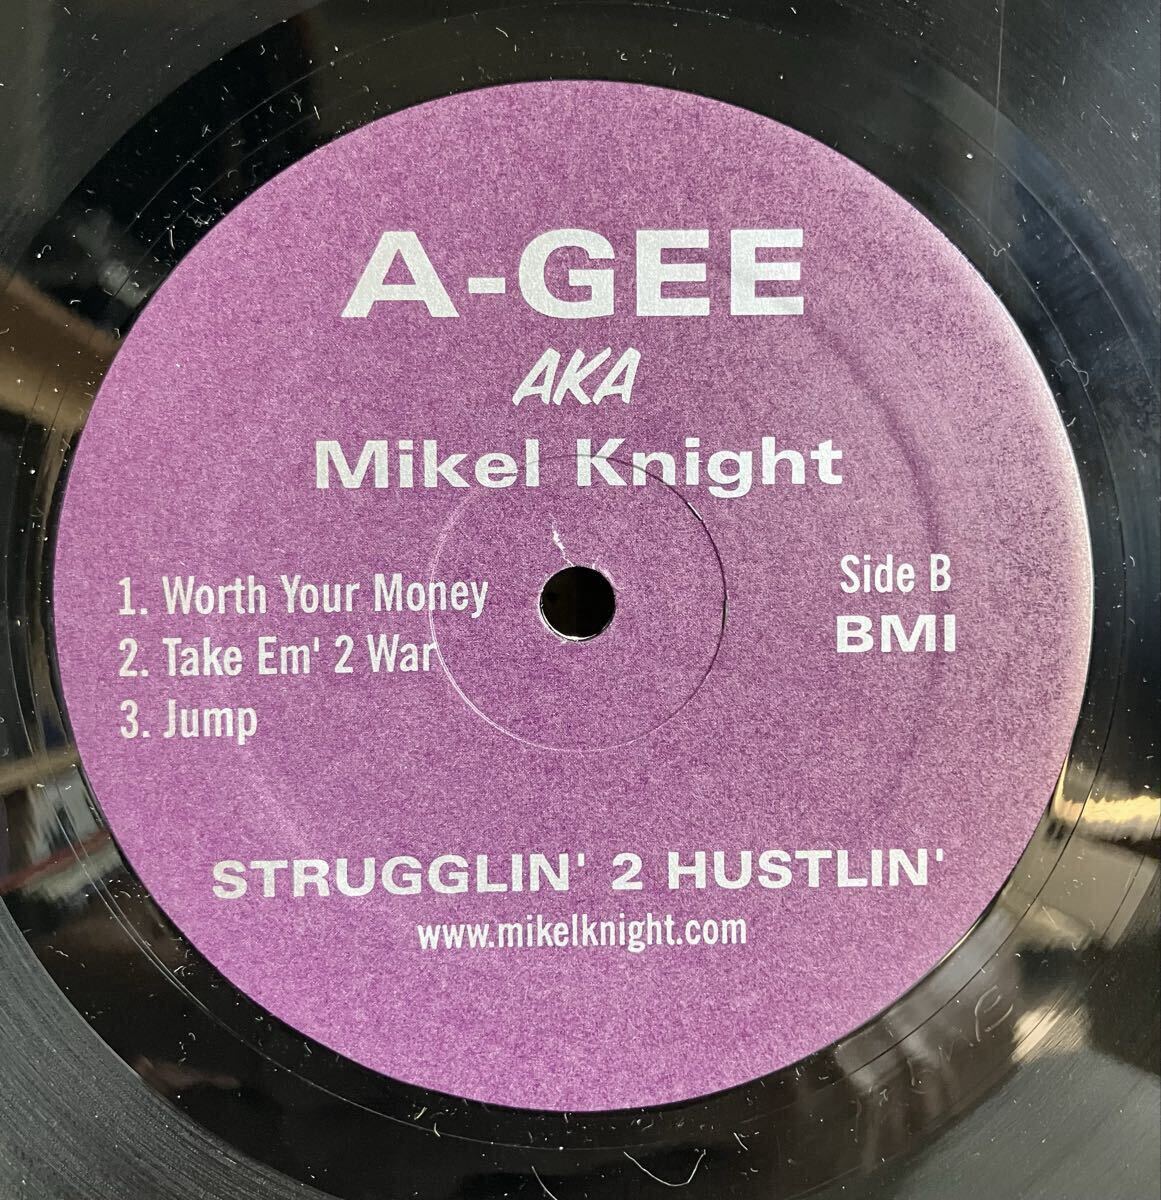 A-GEE
AKA
Mikel Knight
Side B
BMI
1. Worth Your Money
2. Take Em' 2 War
3. Jump
STRUGGLIN' 2 HUSTLIN'
www.mikelknight.com